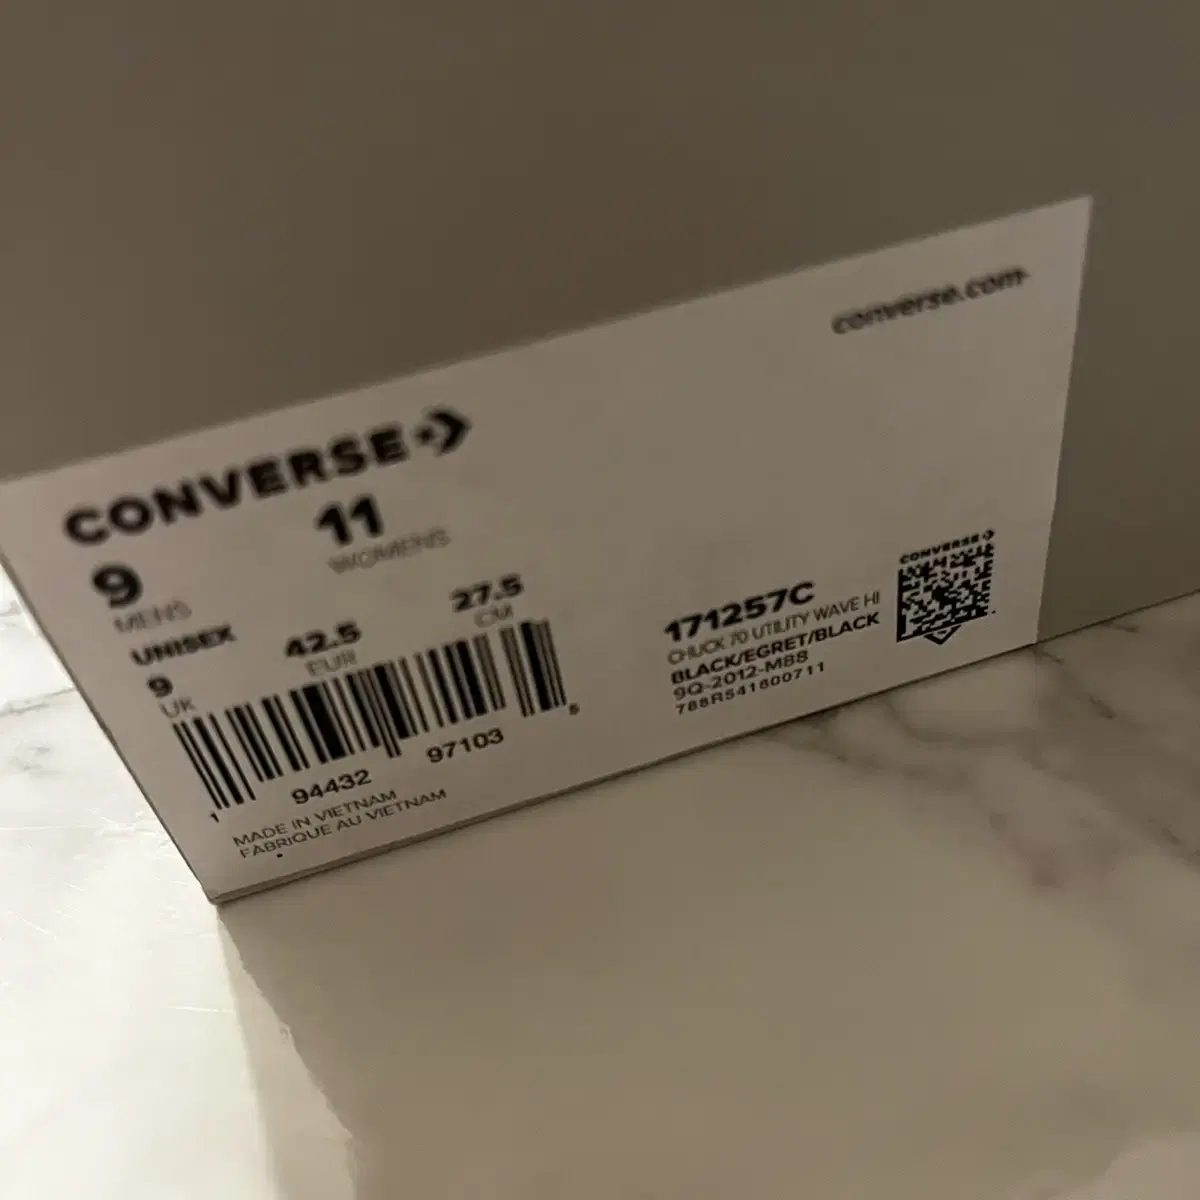 converse.com
CONVERSE
9
MENS
11
WOMENS
UNISEX
9
UK
42.5
EUR
27.5
CM
1 94432 97103 5
MADE IN VIETNAM
FABRIQUE AU VIETNAM
CONVERSE
171257C
CHUCK 70 UTILITY WAVE HI
BLACK/EGRET/BLACK
9Q-2012-M88
788R541600711